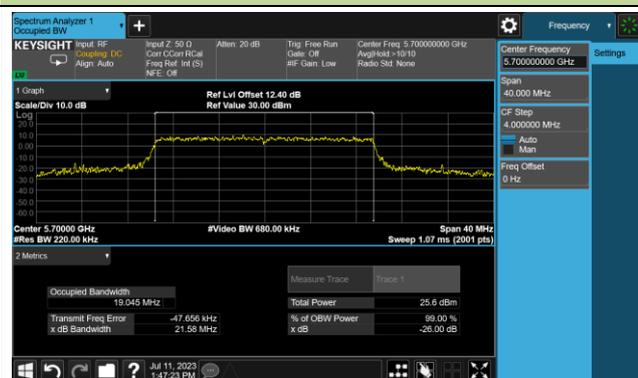 Spectrum Analyzer 1
Occupied BW
+
Frequency
KEYSIGHT
Input: RF
Coupling: DC
Align: Auto
Input Z: 50 Ω
Corr CCorr RCal
Freq Ref: Int (S)
NFE: Off
Atten: 20 dB
Trig: Free Run
Gate: Off
#IF Gain: Low
Center Freq: 5.700000000 GHz
Avg|Hold:>10/10
Radio Std: None
Center Frequency
5.700000000 GHz
Settings
Span
40.000 MHz
CF Step
4.000000 MHz
Auto
Man
Freq Offset
0 Hz
1 Graph
Scale/Div 10.0 dB
Ref Lvl Offset 12.40 dB
Ref Value 30.00 dBm
Log
20.0
10.0
0.00
-10.0
-20.0
-30.0
-40.0
-50.0
-60.0
Center 5.70000 GHz
#Res BW 220.00 kHz
#Video BW 680.00 kHz
Span 40 MHz
Sweep 1.07 ms (2001 pts)
2 Metrics
Measure Trace
Trace 1
Occupied Bandwidth
19.045 MHz
Total Power
25.6 dBm
Transmit Freq Error
-47.656 kHz
% of OBW Power
99.00 %
x dB Bandwidth
21.58 MHz
x dB
-26.00 dB
?
Jul 11, 2023
1:47:23 PM